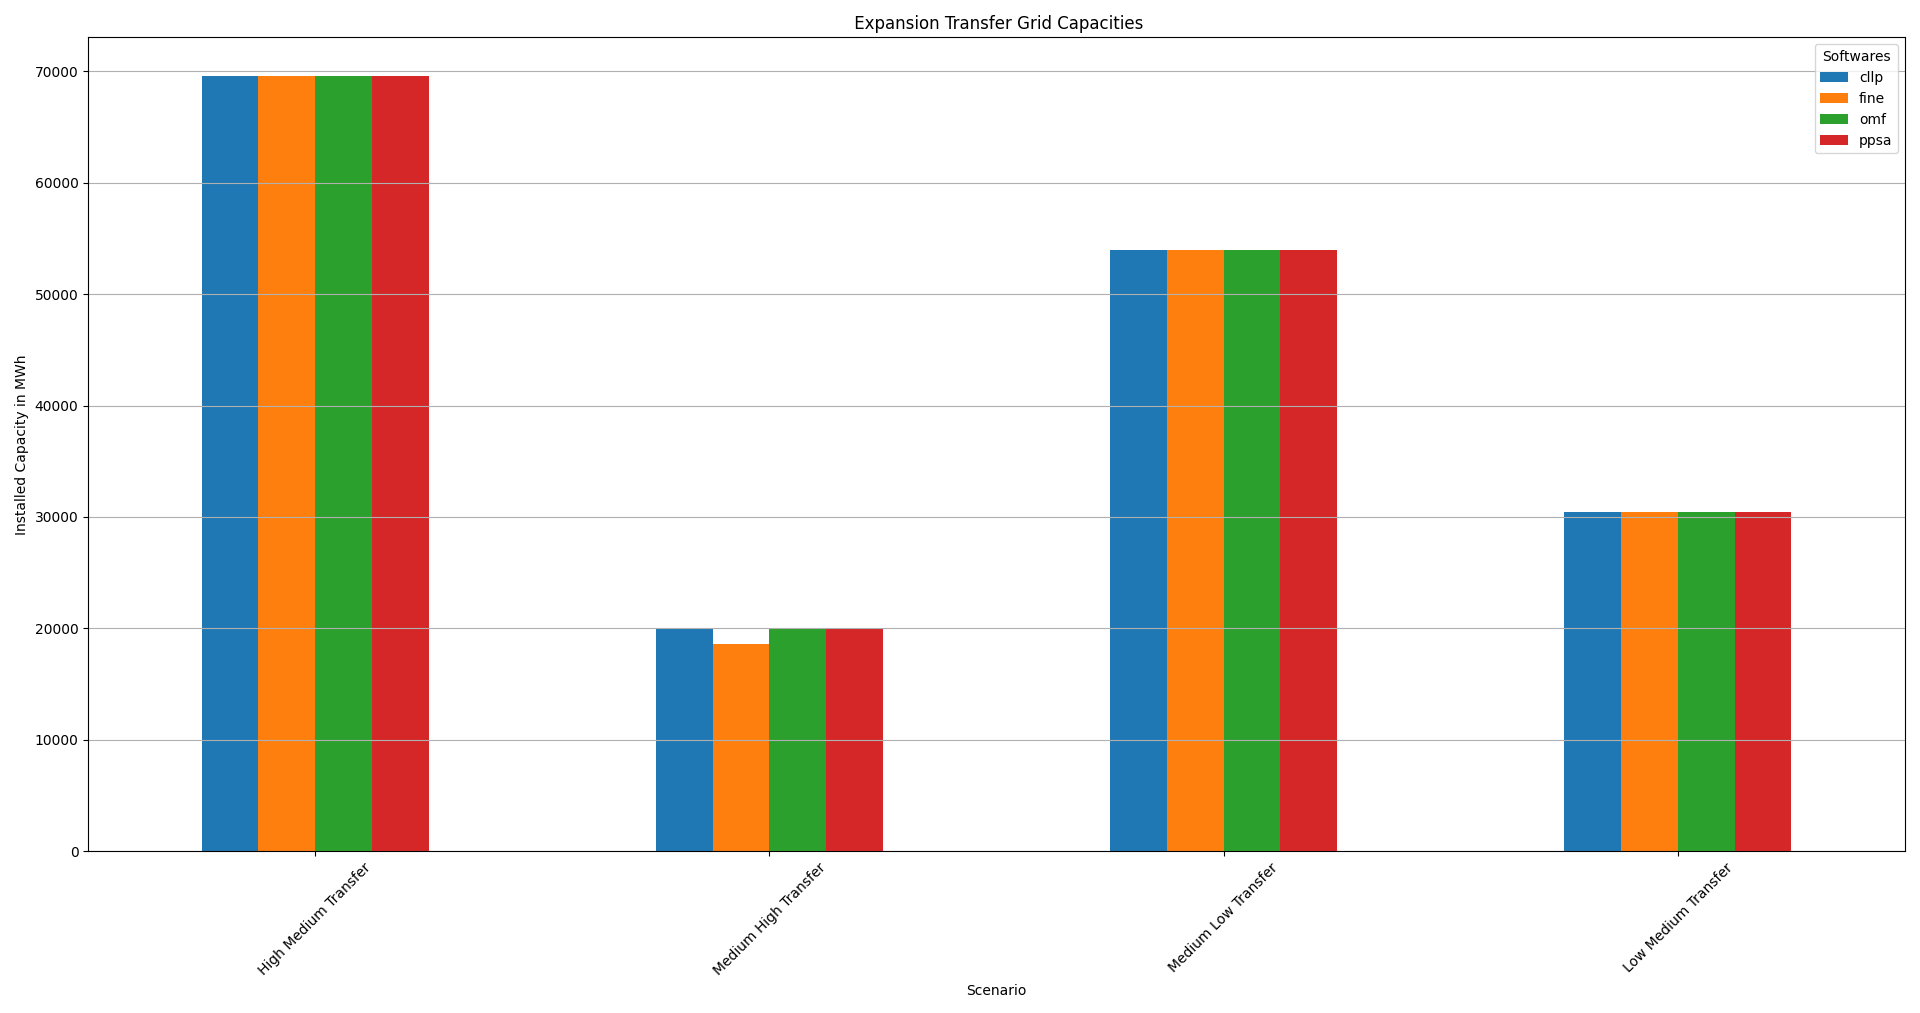 Expansion Transfer Grid Capacities
Softwares
cllp
fine
omf
ppsa
Installed Capacity in MWh
70000
60000
50000
40000
30000
20000
10000
0
High Medium Transfer
Medium High Transfer
Medium Low Transfer
Low Medium Transfer
Scenario